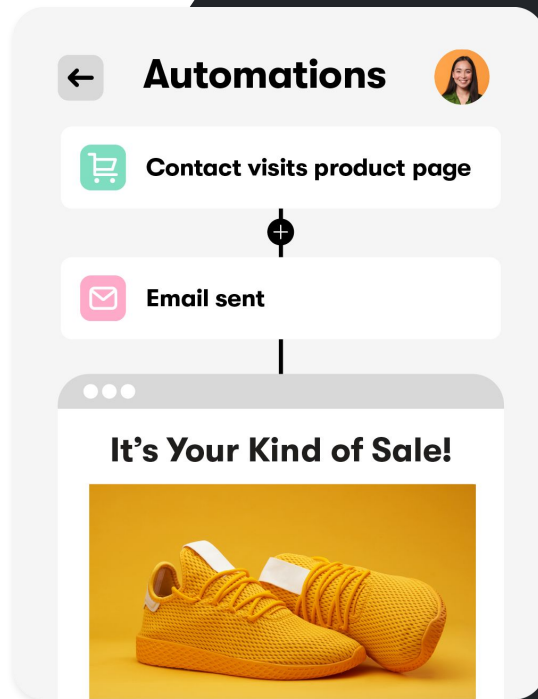 Automations
Contact visits product page
Email sent
It’s Your Kind of Sale!